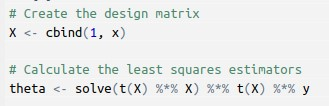 # Create the design matrix
X <- cbind(1, x)
# Calculate the least squares estimators
theta <- solve(t(X) %*% X) %*% t(X) %*% y